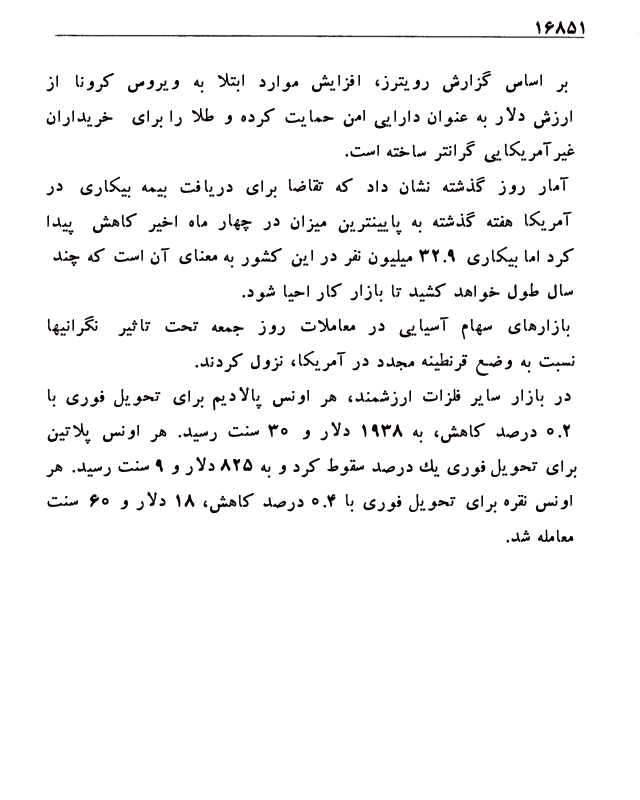 ۱۶۸۵۱
بر اساس گزارش رویترز، افزایش موارد ابتلا به ویروس کرونا از
ارزش دلار به عنوان دارایی امن حمایت کرده و طلا را برای خریداران
غیرآمریکایی گرانتر ساخته است.
آمار روز گذشته نشان داد که تقاضا برای دریافت بیمه بیکاری در
آمریکا هفته گذشته به پایینترین میزان در چهار ماه اخیر کاهش پیدا
کرد اما بیکاری ۳۲.۹ میلیون نفر در این کشور به معنای آن است که چند
سال طول خواهد کشید تا بازار کار احیا شود.
بازارهای سهام آسیایی در معاملات روز جمعه تحت تاثیر نگرانیها
نسبت به وضع قرنطینه مجدد در آمریکا، نزول کردند.
در بازار سایر فلزات ارزشمند، هر اونس پالادیم برای تحویل فوری با
۰.۲ درصد کاهش، به ۱۹۳۸ دلار و ۳۰ سنت رسید. هر اونس پلاتین
برای تحویل فوری یك درصد سقوط کرد و به ۸۲۵ دلار و ۹ سنت رسید. هر
اونس نقره برای تحویل فوری با ۰.۴ درصد کاهش، ۱۸ دلار و ۶۰ سنت
معامله شد.